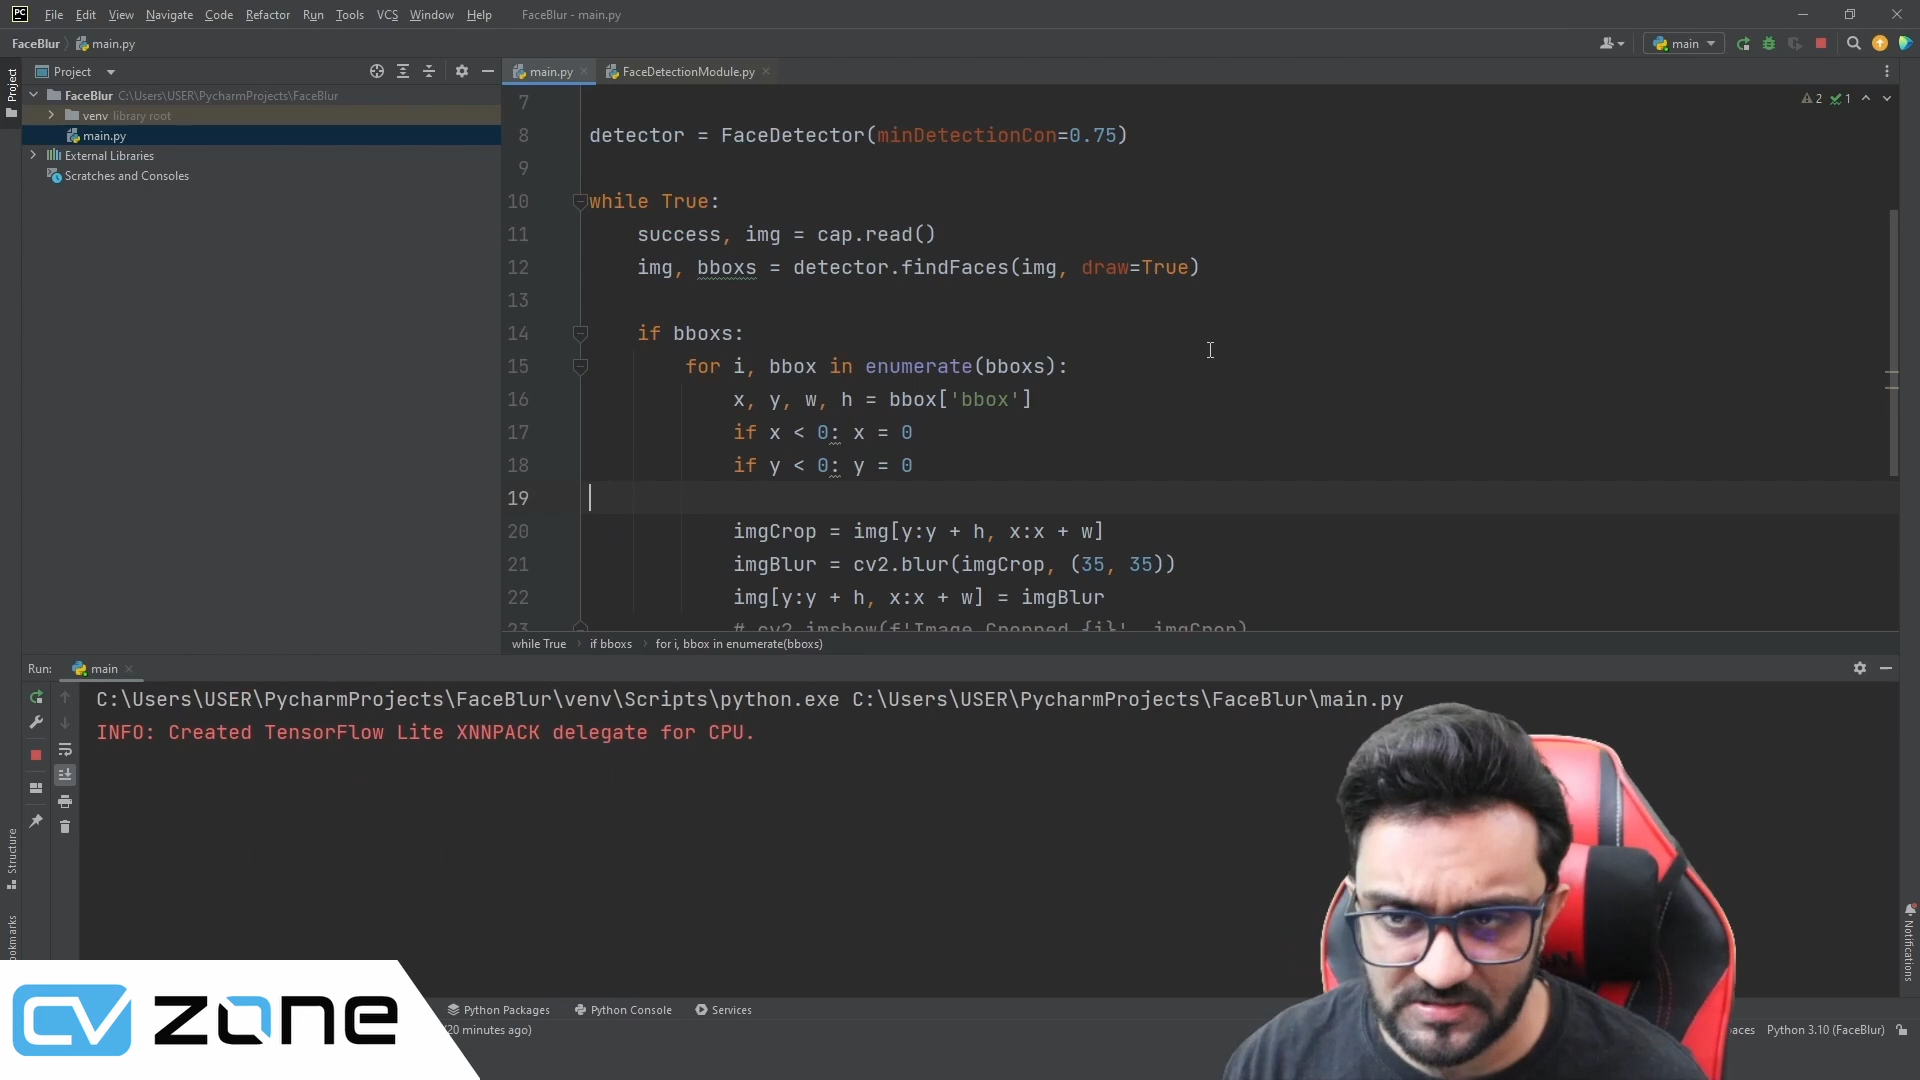 PC File Edit View Navigate Code Refactor Run Tools VCS Window Help FaceBlur - main.py
FaceBlur main.py main
Project
Project
main.py FaceDetectionModule.py
FaceBlur C:\Users\USER\PycharmProjects\FaceBlur
venv library root
main.py
External Libraries
Scratches and Consoles
2 1
7
8 detector = FaceDetector(minDetectionCon=0.75)
9
10 while True:
11 success, img = cap.read()
12 img, bboxs = detector.findFaces(img, draw=True)
13
14 if bboxs:
15 for i, bbox in enumerate(bboxs):
16 x, y, w, h = bbox['bbox']
17 if x < 0: x = 0
18 if y < 0: y = 0
19
20 imgCrop = img[y:y + h, x:x + w]
21 imgBlur = cv2.blur(imgCrop, (35, 35))
22 img[y:y + h, x:x + w] = imgBlur
23 # cv2.imshow(f'Image Cropped {i}', imgCrop)
while True if bboxs for i, bbox in enumerate(bboxs)
Run: main
C:\Users\USER\PycharmProjects\FaceBlur\venv\Scripts\python.exe C:\Users\USER\PycharmProjects\FaceBlur\main.py
INFO: Created TensorFlow Lite XNNPACK delegate for CPU.
Structure
Notifications
CV ZONE
Python Packages Python Console Services
20 minutes ago) Python 3.10 (FaceBlur)